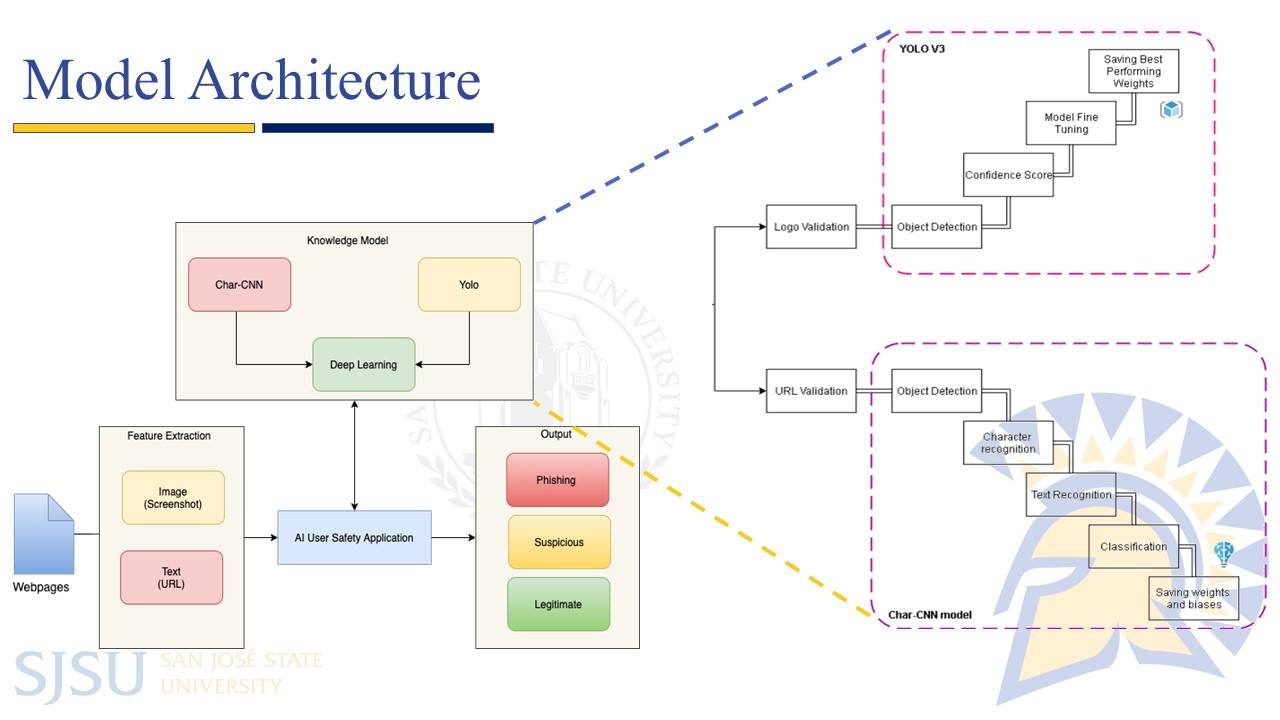 Model Architecture
Knowledge Model
Char-CNN
Yolo
Deep Learning
Feature Extraction
Image
(Screenshot)
Text
(URL)
Webpages
AI User Safety Application
Output
Phishing
Suspicious
Legitimate
YOLO V3
Saving Best
Performing
Weights
Model Fine
Tuning
Confidence Score
Logo Validation
Object Detection
URL Validation
Object Detection
Character
recognition
Text Recognition
Classification
Saving weights
and biases
Char-CNN model
SJSU
SAN JOSÉ STATE
UNIVERSITY
TE UNIVERSITY
SA